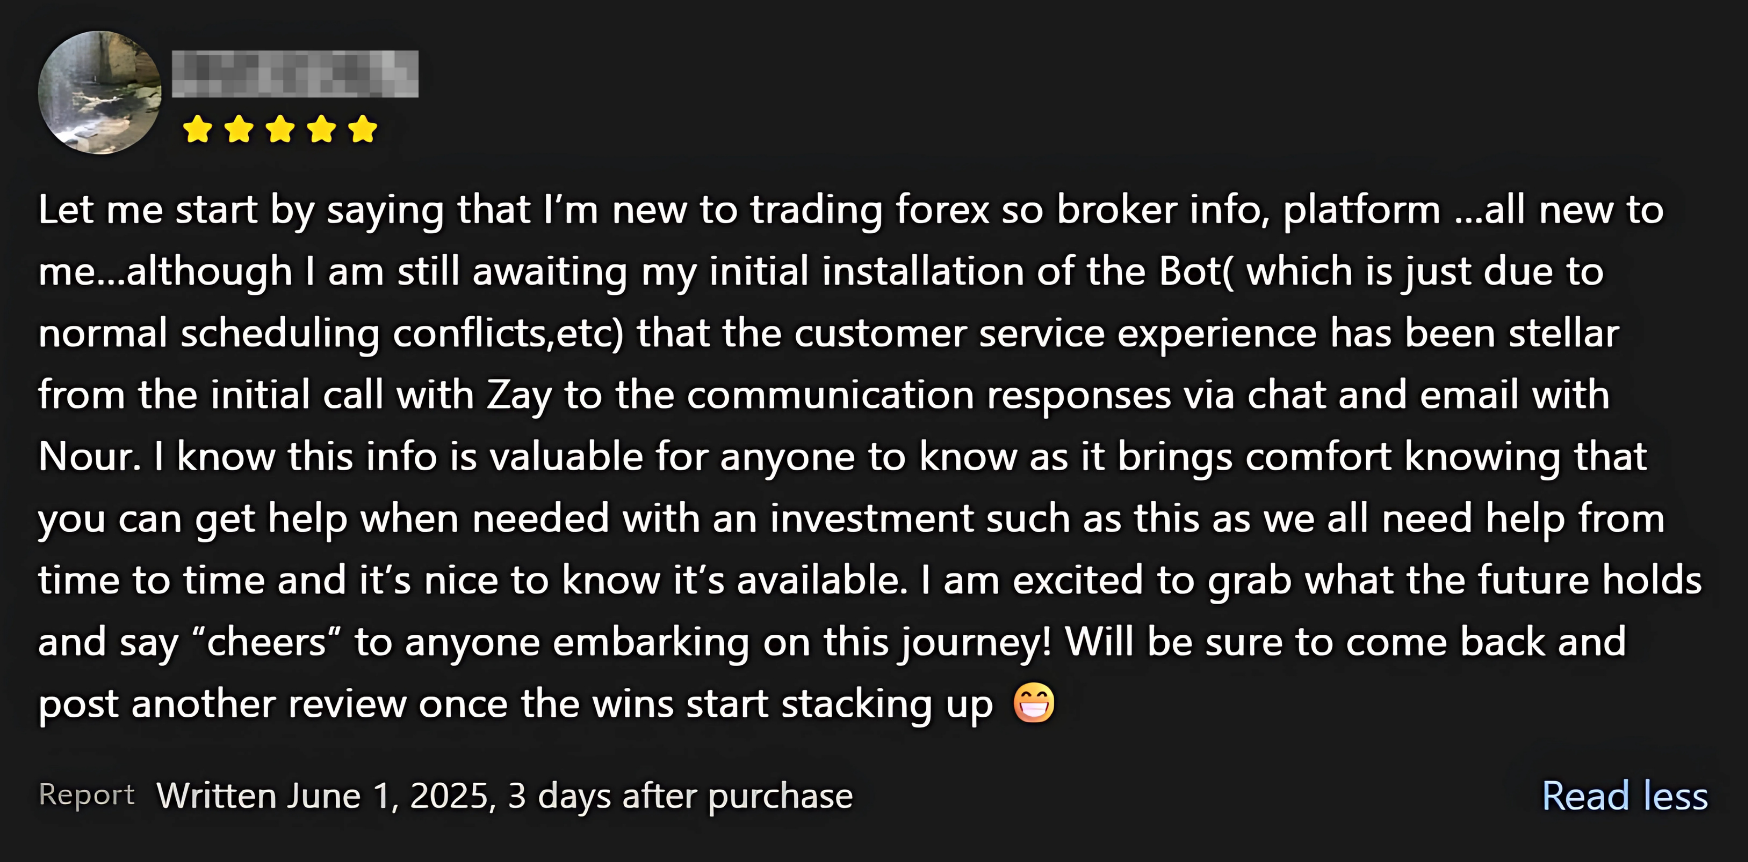 Let me start by saying that I’m new to trading forex so broker info, platform ...all new to
me...although I am still awaiting my initial installation of the Bot( which is just due to
normal scheduling conflicts,etc) that the customer service experience has been stellar
from the initial call with Zay to the communication responses via chat and email with
Nour. I know this info is valuable for anyone to know as it brings comfort knowing that
you can get help when needed with an investment such as this as we all need help from
time to time and it’s nice to know it’s available. I am excited to grab what the future holds
and say “cheers” to anyone embarking on this journey! Will be sure to come back and
post another review once the wins start stacking up 😁
Report Written June 1, 2025, 3 days after purchase Read less